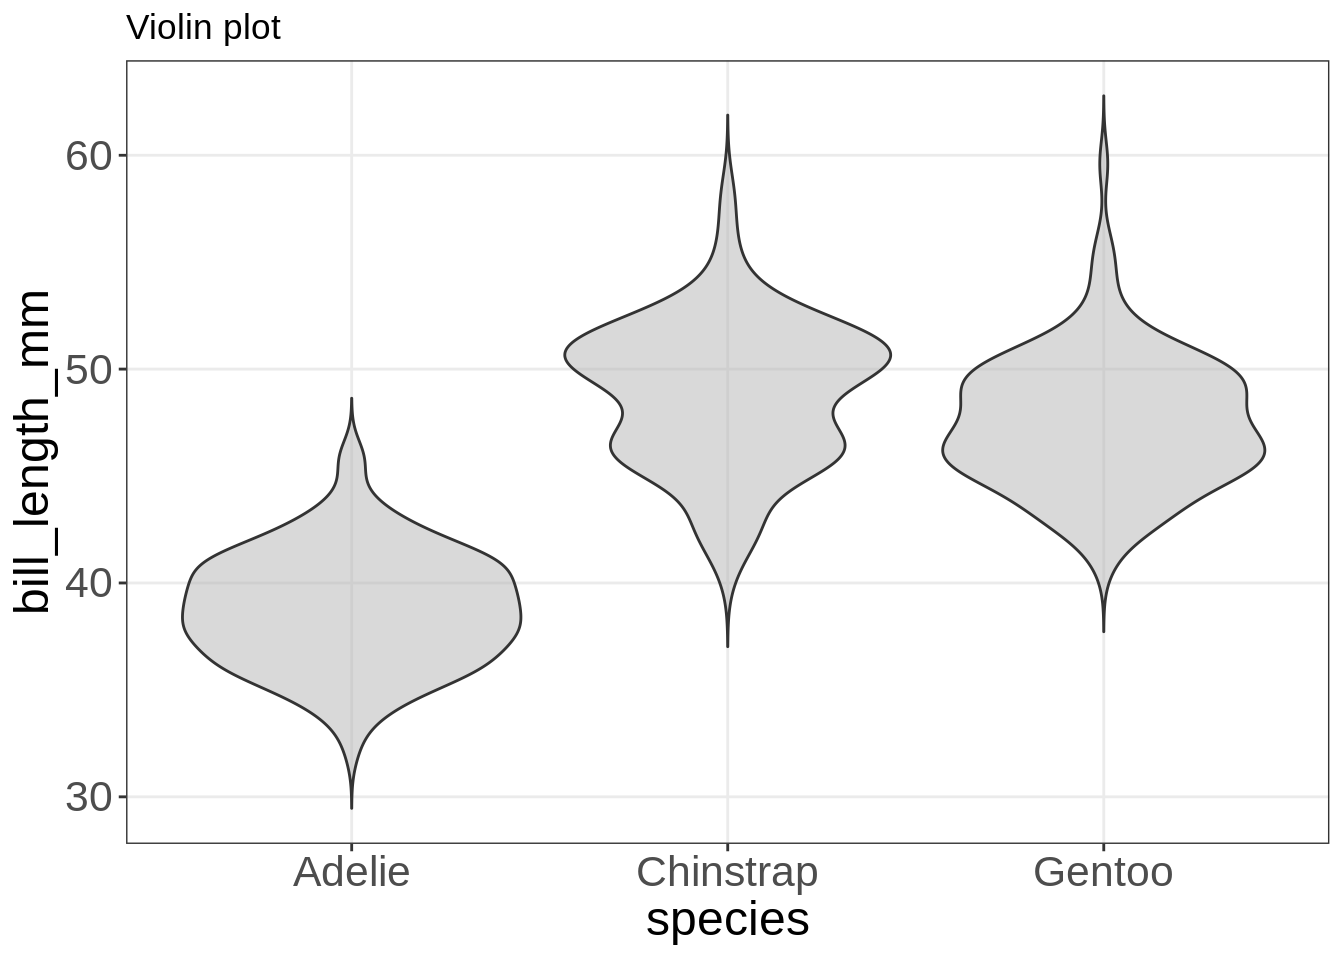 Violin plot
bill_length_mm
60
50
40
30
Adelie
Chinstrap
Gentoo
species